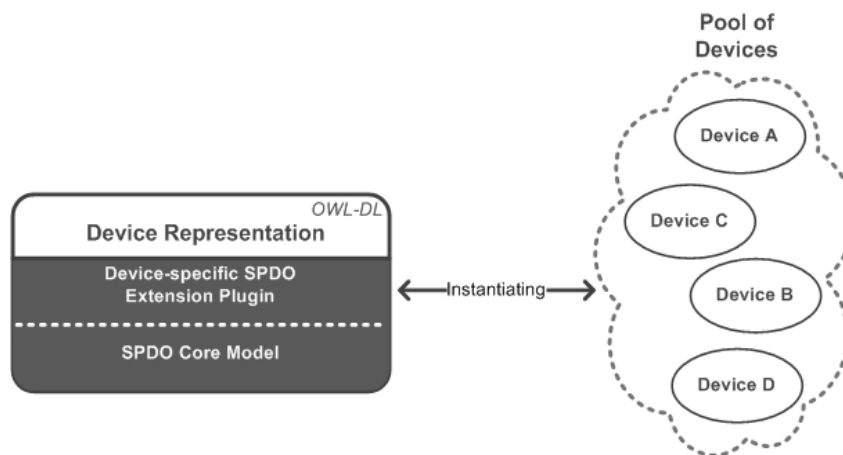 Pool of
Devices
Device A
Device C
Device B
Device D
OWL-DL
Device Representation
Device-specific SPDO
Extension Plugin
SPDO Core Model
Instantiating